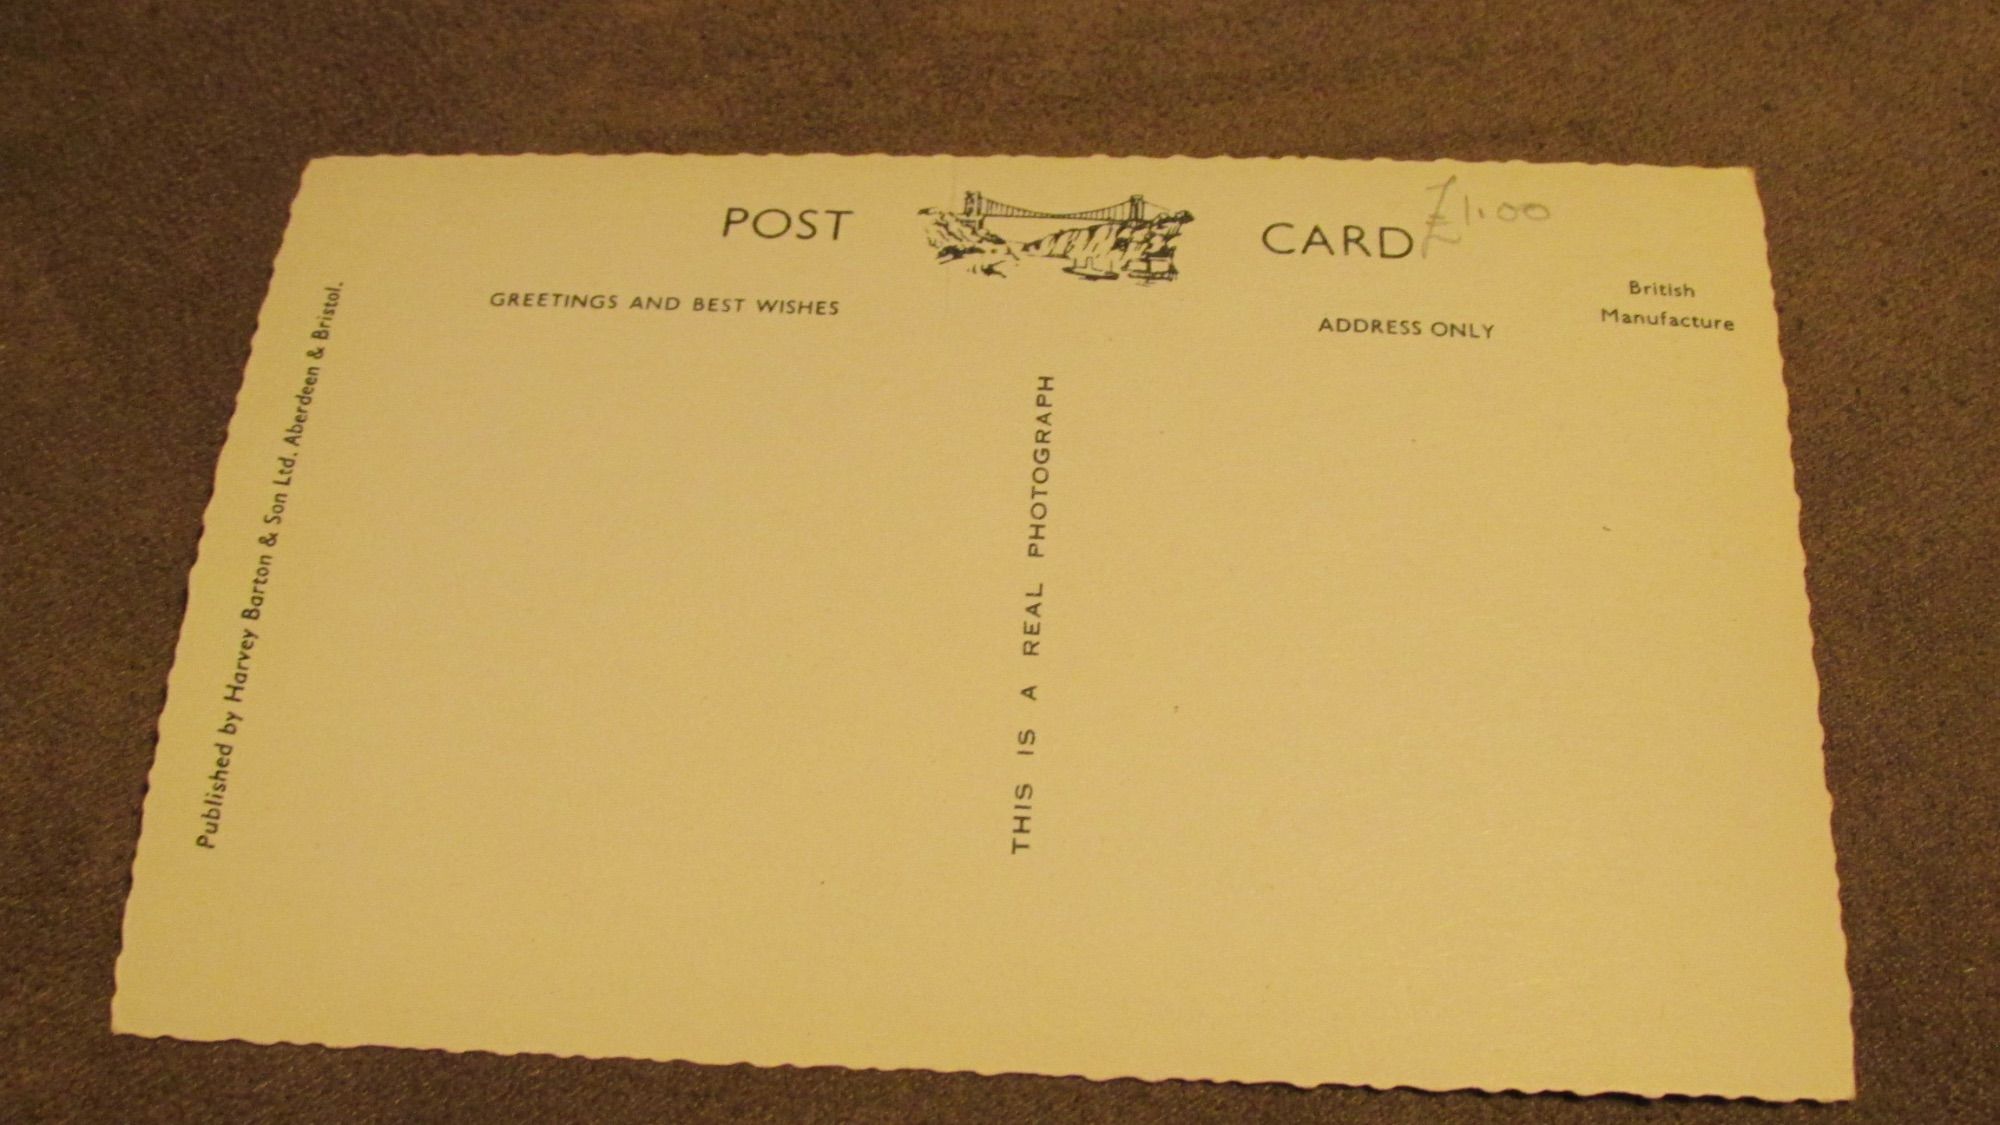 POST CARD £1.00
GREETINGS AND BEST WISHES
ADDRESS ONLY
British
Manufacture
Published by Harvey Barton & Son Ltd. Aberdeen & Bristol.
THIS IS A REAL PHOTOGRAPH